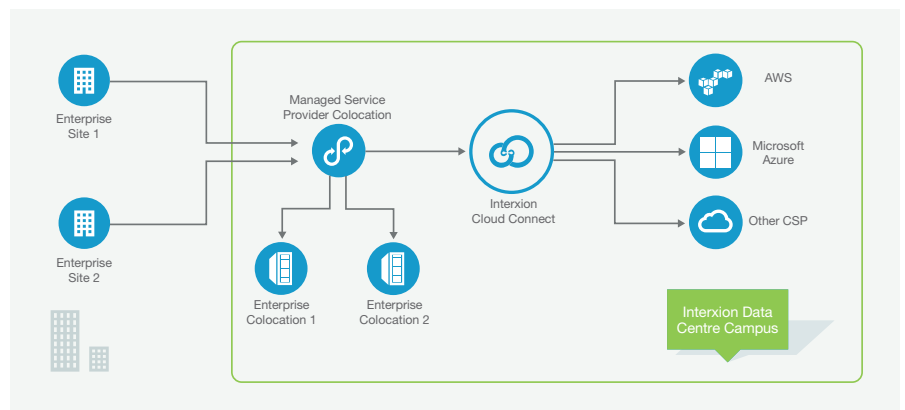 Enterprise
Site 1
Enterprise
Site 2
Managed Service
Provider Colocation
Enterprise
Colocation 1
Enterprise
Colocation 2
Interxion
Cloud Connect
AWS
Microsoft
Azure
Other CSP
Interxion Data
Centre Campus